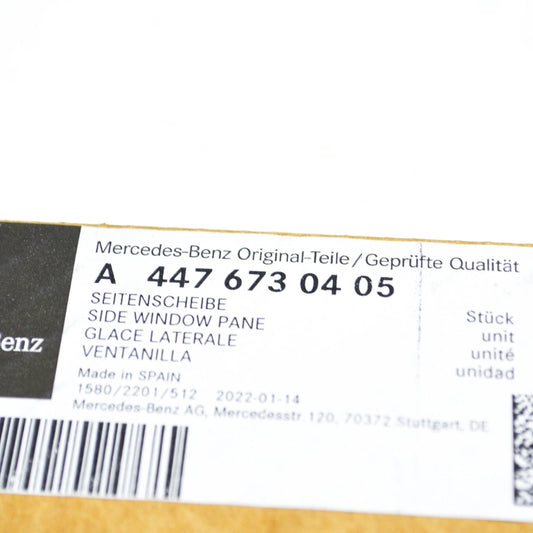 Mercedes-Benz Original-Teile/Geprüfte Qualität
A 447 673 04 05
SEITENSCHEIBE
SIDE WINDOW PANE
GLACE LATERALE
VENTANILLA
Stück
unit
unité
unidad
enz
Made in SPAIN
1580/2201/512 2022-01-14
Mercedes-Benz AG, Mercedesstr.120, 70372 Stuttgart, DE